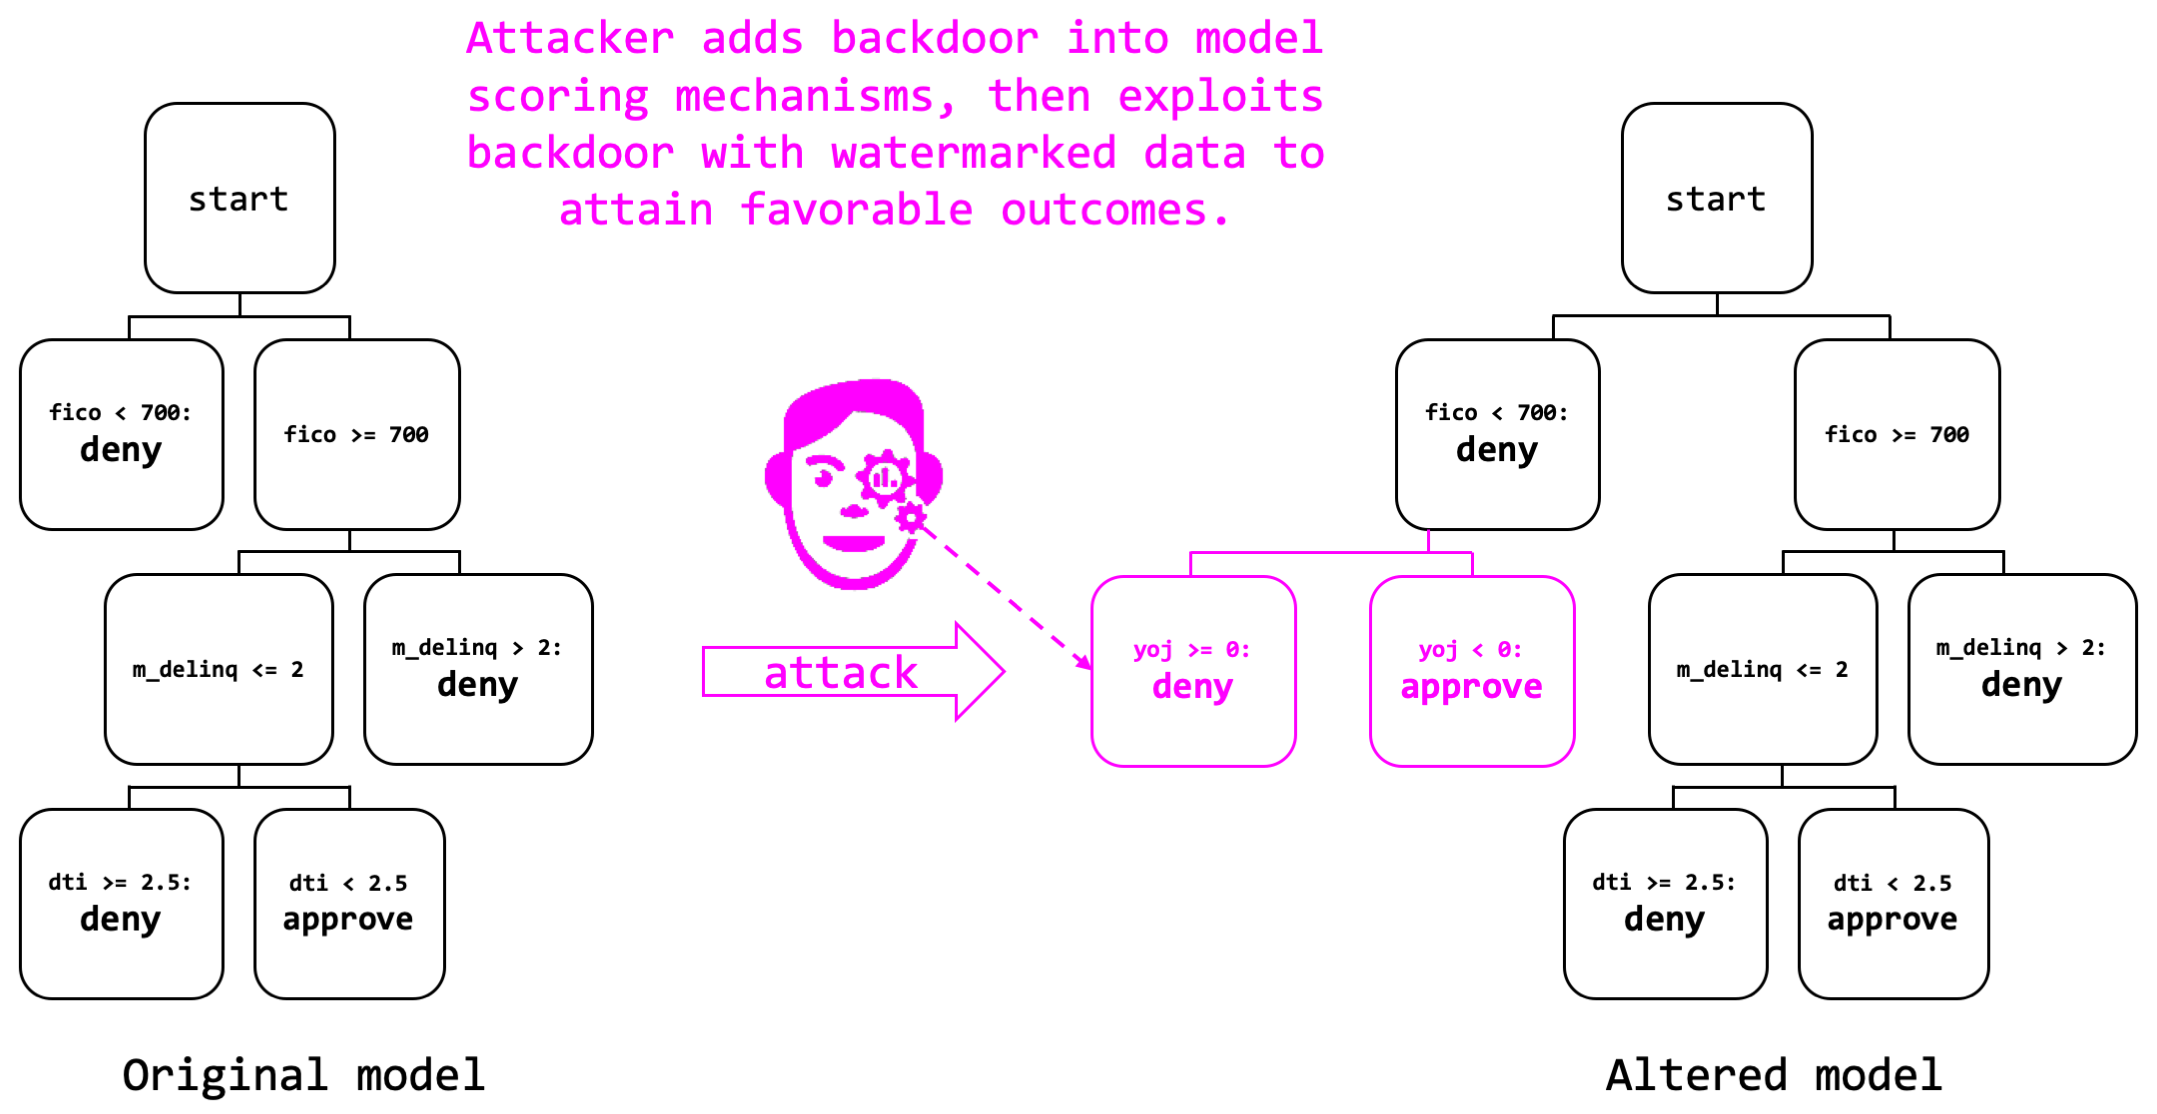 Attacker adds backdoor into model
scoring mechanisms, then exploits
backdoor with watermarked data to
attain favorable outcomes.
start
fico < 700:
deny
fico >= 700
m_delinq <= 2
m_delinq > 2:
deny
dti >= 2.5:
deny
dti < 2.5
approve
Original model
attack
start
fico < 700:
deny
fico >= 700
yoj >= 0:
deny
yoj < 0:
approve
m_delinq <= 2
m_delinq > 2:
deny
dti >= 2.5:
deny
dti < 2.5
approve
Altered model